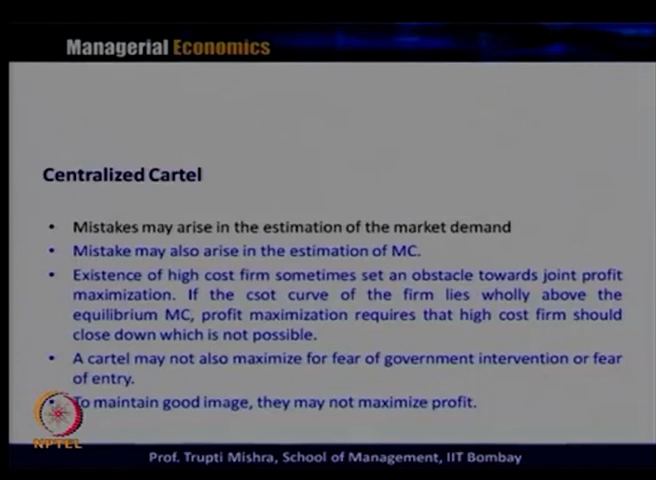 Managerial Economics
Centralized Cartel
• Mistakes may arise in the estimation of the market demand
• Mistake may also arise in the estimation of MC.
• Existence of high cost firm sometimes set an obstacle towards joint profit
maximization. If the csot curve of the firm lies wholly above the
equilibrium MC, profit maximization requires that high cost firm should
close down which is not possible.
• A cartel may not also maximize for fear of government intervention or fear
of entry.
• To maintain good image, they may not maximize profit.
NPTEL
Prof. Trupti Mishra, School of Management, IIT Bombay